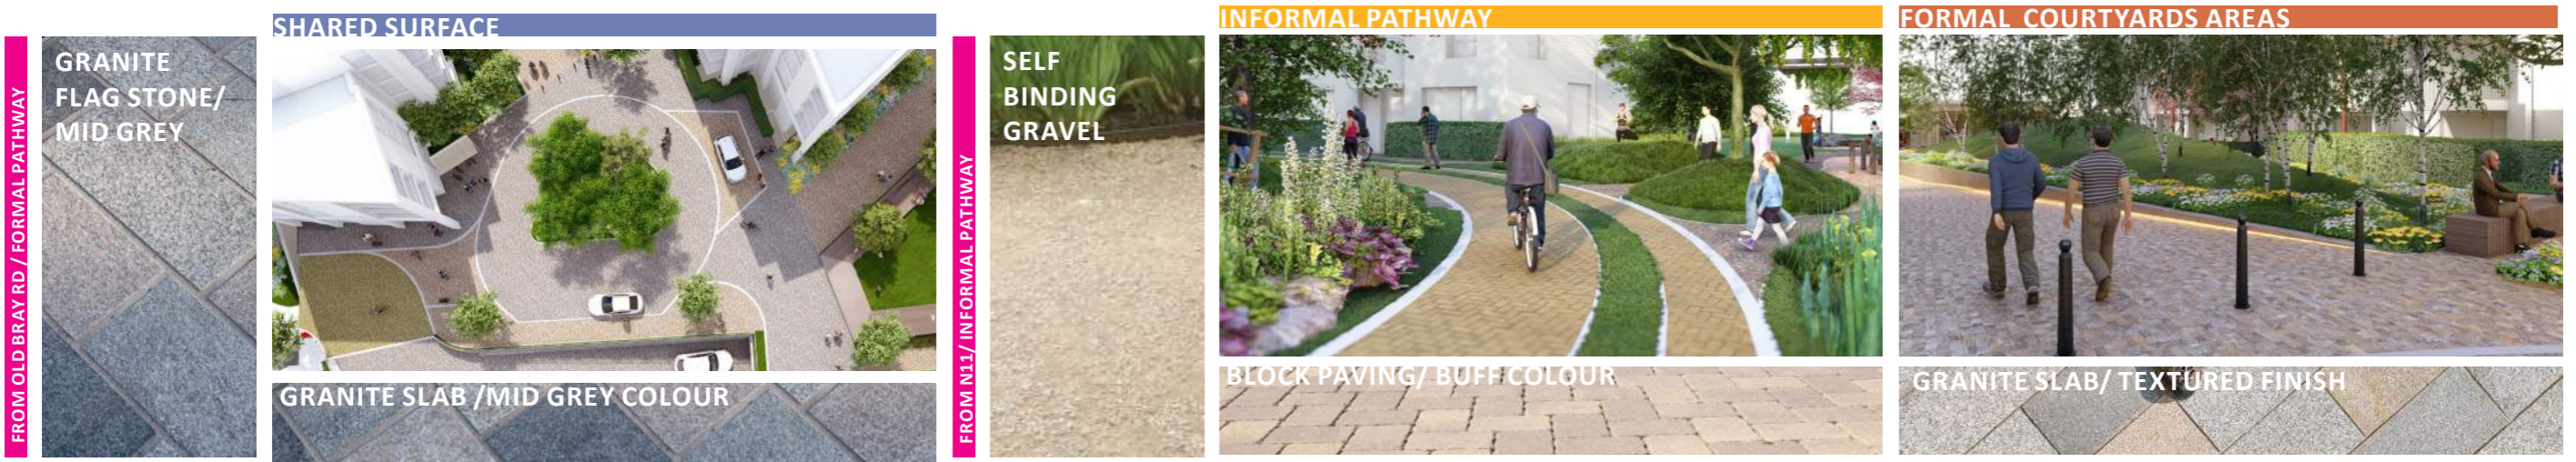 FROM OLD BRAY RD / FORMAL PATHWAY
GRANITE
FLAG STONE/
MID GREY
SHARED SURFACE
GRANITE SLAB /MID GREY COLOUR
FROM N11/ INFORMAL PATHWAY
SELF
BINDING
GRAVEL
INFORMAL PATHWAY
BLOCK PAVING/ BUFF COLOUR
FORMAL COURTYARDS AREAS
GRANITE SLAB/ TEXTURED FINISH